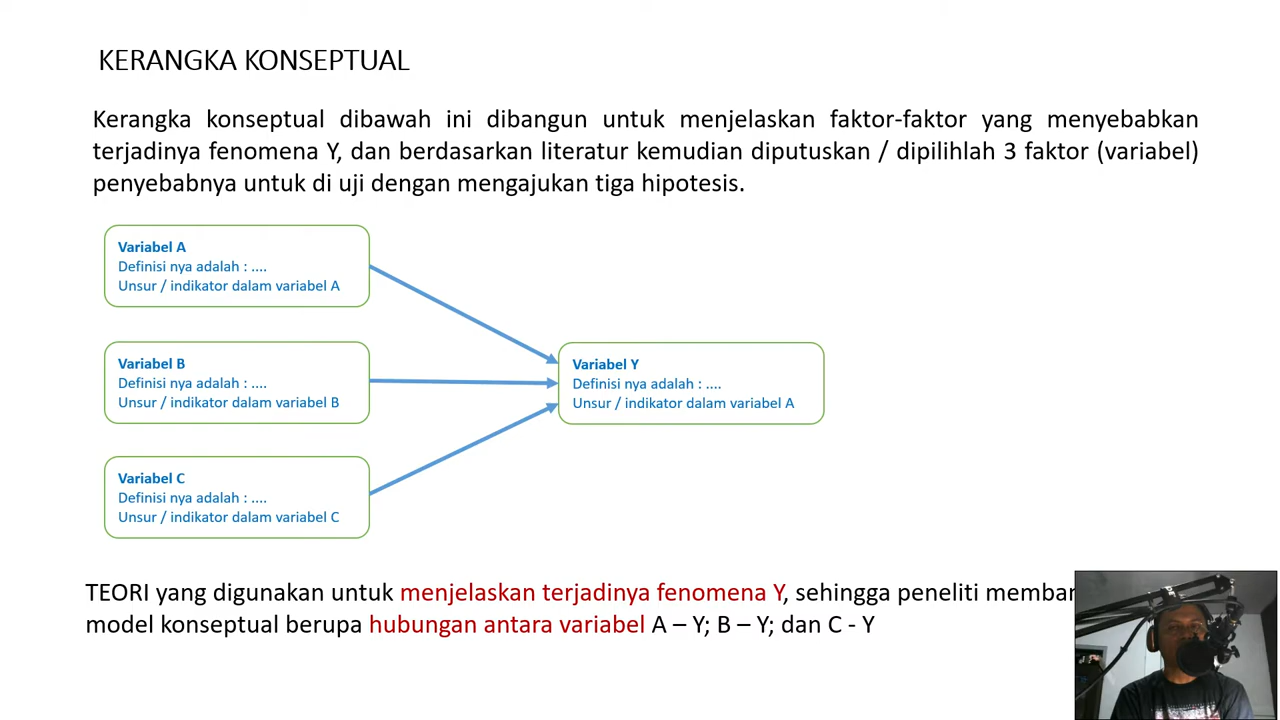 KERANGKA KONSEPTUAL
Kerangka konseptual dibawah ini dibangun untuk menjelaskan faktor-faktor yang menyebabkan
terjadinya fenomena Y, dan berdasarkan literatur kemudian diputuskan / dipilihlah 3 faktor (variabel)
penyebabnya untuk di uji dengan mengajukan tiga hipotesis.
Variabel A
Definisi nya adalah : ....
Unsur / indikator dalam variabel A
Variabel B
Definisi nya adalah : ....
Unsur / indikator dalam variabel B
Variabel C
Definisi nya adalah : ....
Unsur / indikator dalam variabel C
Variabel Y
Definisi nya adalah : ....
Unsur / indikator dalam variabel A
TEORI yang digunakan untuk menjelaskan terjadinya fenomena Y, sehingga peneliti
model konseptual berupa hubungan antara variabel A – Y; B – Y; dan C - Y